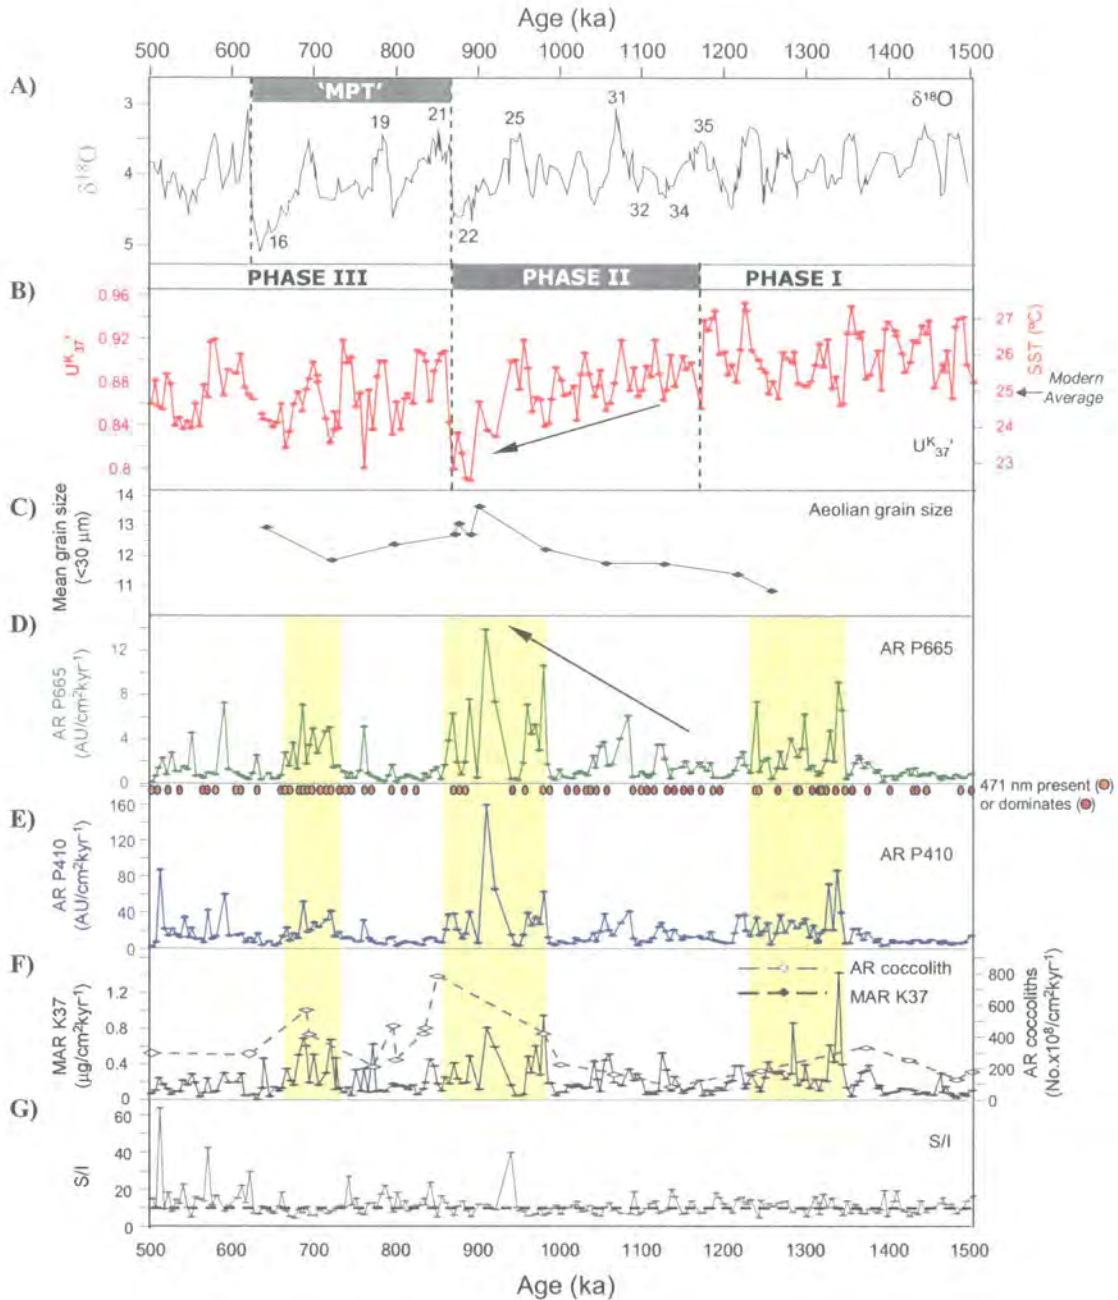 Age (ka)
500 600 700 800 900 1000 1100 1200 1300 1400 1500
A)
'MPT'
δ¹⁸O
3
4
5
δ¹⁸O
16
19
21
22
25
31
32
34
35
B)
PHASE III
PHASE II
PHASE I
0.96
0.92
0.88
0.84
0.8
Uᴷ₃₇'
27
26
25
24
23
SST (ºC)
Modern
Average
Uᴷ₃₇'
C)
14
13
12
11
Mean grain size
(<30 µm)
Aeolian grain size
D)
12
8
4
0
AR P665
(AU/cm²kyr¹)
AR P665
471 nm present ( )
or dominates ( )
E)
160
120
80
40
0
AR P410
(AU/cm²kyr⁻¹)
AR P410
F)
1.2
0.8
0.4
0
MAR K37
(µg/cm²kyr⁻¹)
AR coccolith
MAR K37
800
600
400
200
0
AR coccoliths
(No.x10⁸/cm²kyr⁻¹)
G)
60
40
20
0
S/I
S/I
500 600 700 800 900 1000 1100 1200 1300 1400 1500
Age (ka)